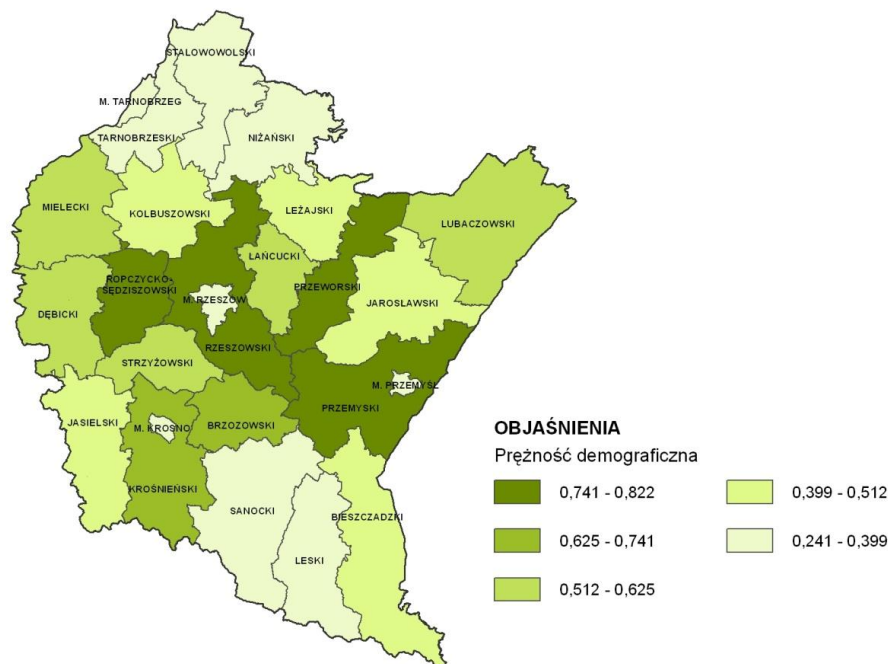 STALOWOWOLSKI
M. TARNOBRZEG
TARNOBRZESKI
NIŻAŃSKI
MIELECKI
KOLBUSZOWSKI
LEŻAJSKI
LUBACZOWSKI
ŁAŃCUCKI
ROPCZYCKO-
SĘDZISZOWSKI
PRZEWORSKI
M. RZESZÓW
JAROSŁAWSKI
DĘBICKI
RZESZOWSKI
STRZYŻOWSKI
M. PRZEMYŚL
PRZEMYSKI
JASIELSKI
M. KROSNO
BRZOZOWSKI
KROŚNIEŃSKI
SANOCKI
BIESZCZADZKI
LESKI
OBJAŚNIENIA
Prężność demograficzna
0,741 - 0,822
0,625 - 0,741
0,512 - 0,625
0,399 - 0,512
0,241 - 0,399